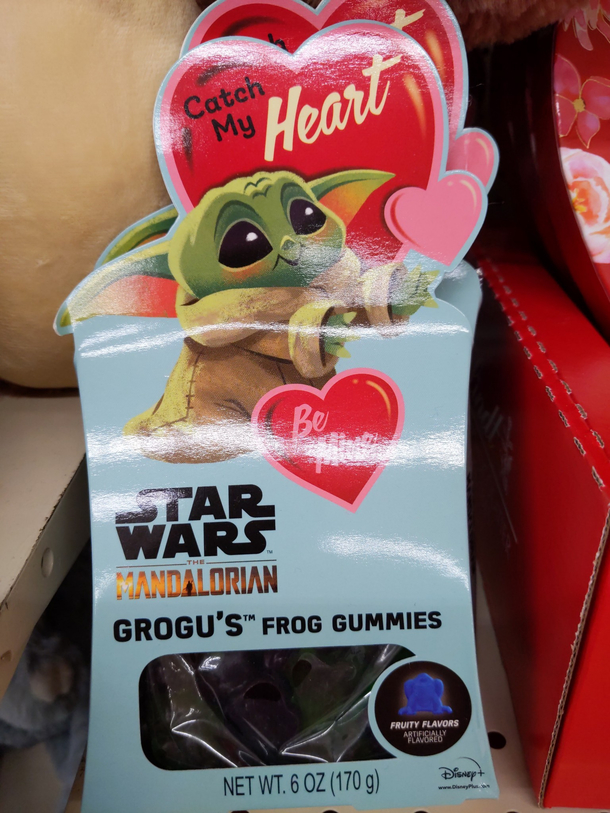 Catch
My Heart
Be
Mine
STAR
WARS™
THE
MANDALORIAN
GROGU'S™ FROG GUMMIES
FRUITY FLAVORS
ARTIFICIALLY
FLAVORED
NET WT. 6 OZ (170 g)
Disney+